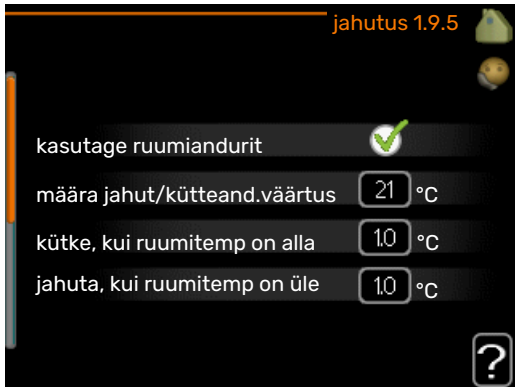 jahutus 1.9.5
kasutage ruumiandurit
määra jahut/kütteand.väärtus 21 °C
kütke, kui ruumitemp on alla 1.0 °C
jahuta, kui ruumitemp on üle 1.0 °C
?